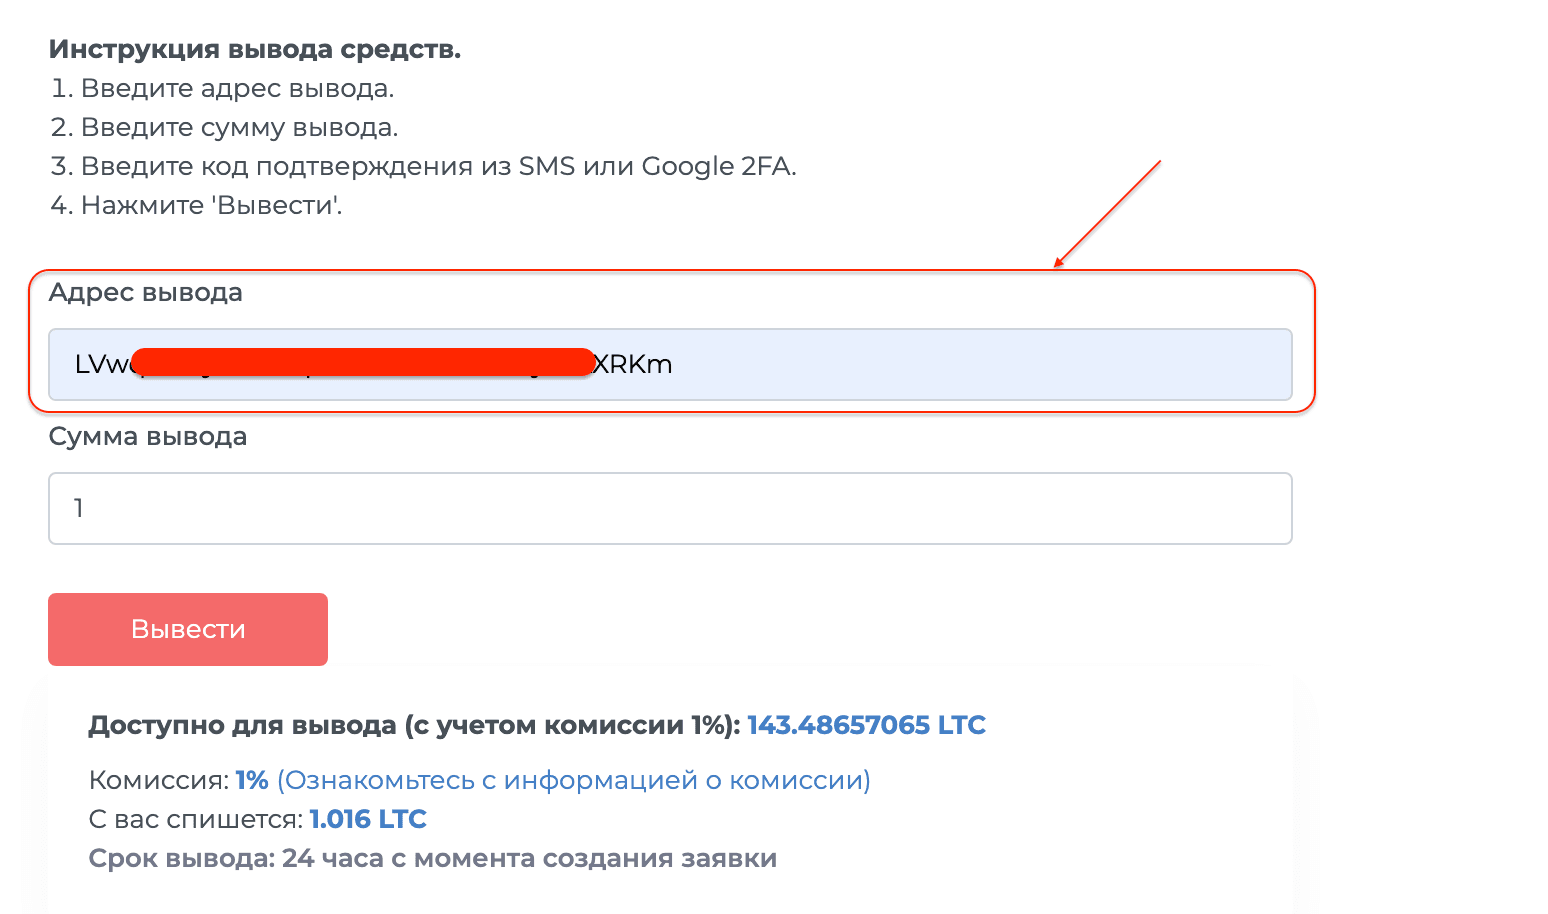 Инструкция вывода средств.
1. Введите адрес вывода.
2. Введите сумму вывода.
3. Введите код подтверждения из SMS или Google 2FA.
4. Нажмите 'Вывести'.
Адрес вывода
LVw XRKm
Сумма вывода
1
Вывести
Доступно для вывода (с учетом комиссии 1%): 143.48657065 LTC
Комиссия: 1% (Ознакомьтесь с информацией о комиссии)
С вас спишется: 1.016 LTC
Срок вывода: 24 часа с момента создания заявки